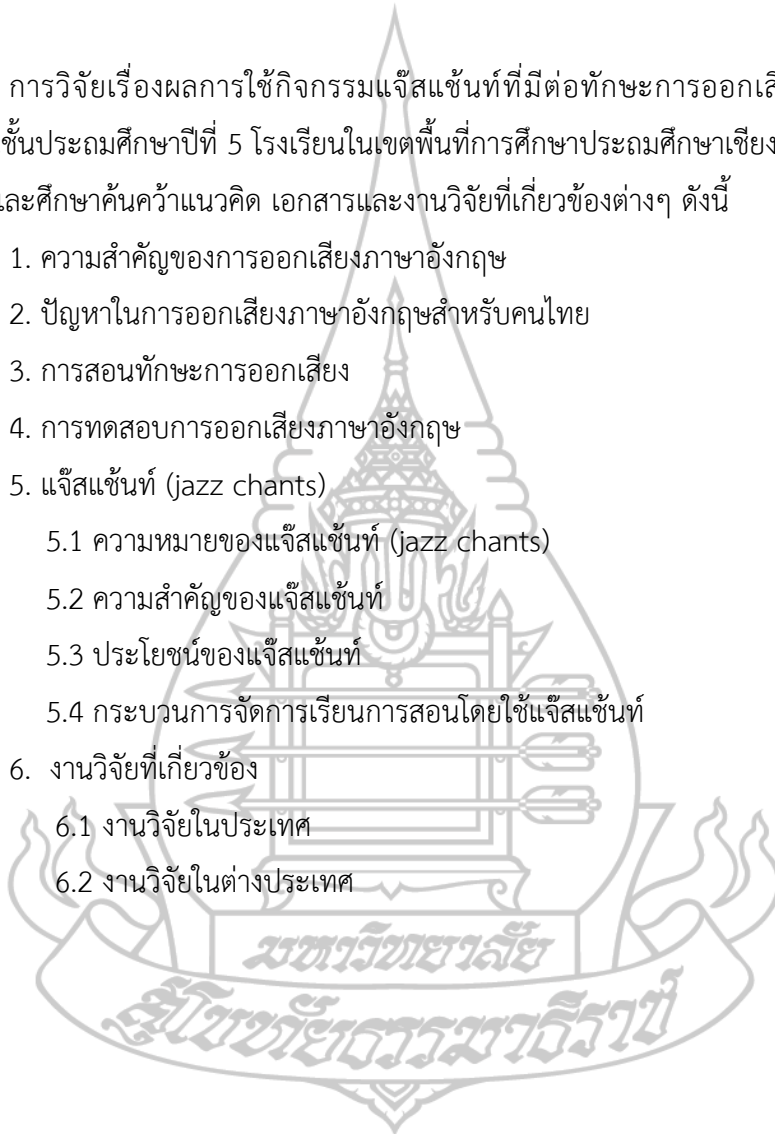 การวิจัยเรื่องผลการใช้กิจกรรมแจ๊สแช้นท์ที่มีต่อทักษะการออกเสี
ชั้นประถมศึกษาปีที่ 5 โรงเรียนในเขตพื้นที่การศึกษาประถมศึกษาเชียง
และศึกษาค้นคว้าแนวคิด เอกสารและงานวิจัยที่เกี่ยวข้องต่างๆ ดังนี้
1. ความสำคัญของการออกเสียงภาษาอังกฤษ
2. ปัญหาในการออกเสียงภาษาอังกฤษสำหรับคนไทย
3. การสอนทักษะการออกเสียง
4. การทดสอบการออกเสียงภาษาอังกฤษ
5. แจ๊สแช้นท์ (jazz chants)
5.1 ความหมายของแจ๊สแช้นท์ (jazz chants)
5.2 ความสำคัญของแจ๊สแช้นท์
5.3 ประโยชน์ของแจ๊สแช้นท์
5.4 กระบวนการจัดการเรียนการสอนโดยใช้แจ๊สแช้นท์
6. งานวิจัยที่เกี่ยวข้อง
6.1 งานวิจัยในประเทศ
6.2 งานวิจัยในต่างประเทศ
มหาวิทยาลัย
สุโขทัยธรรมาธิราช